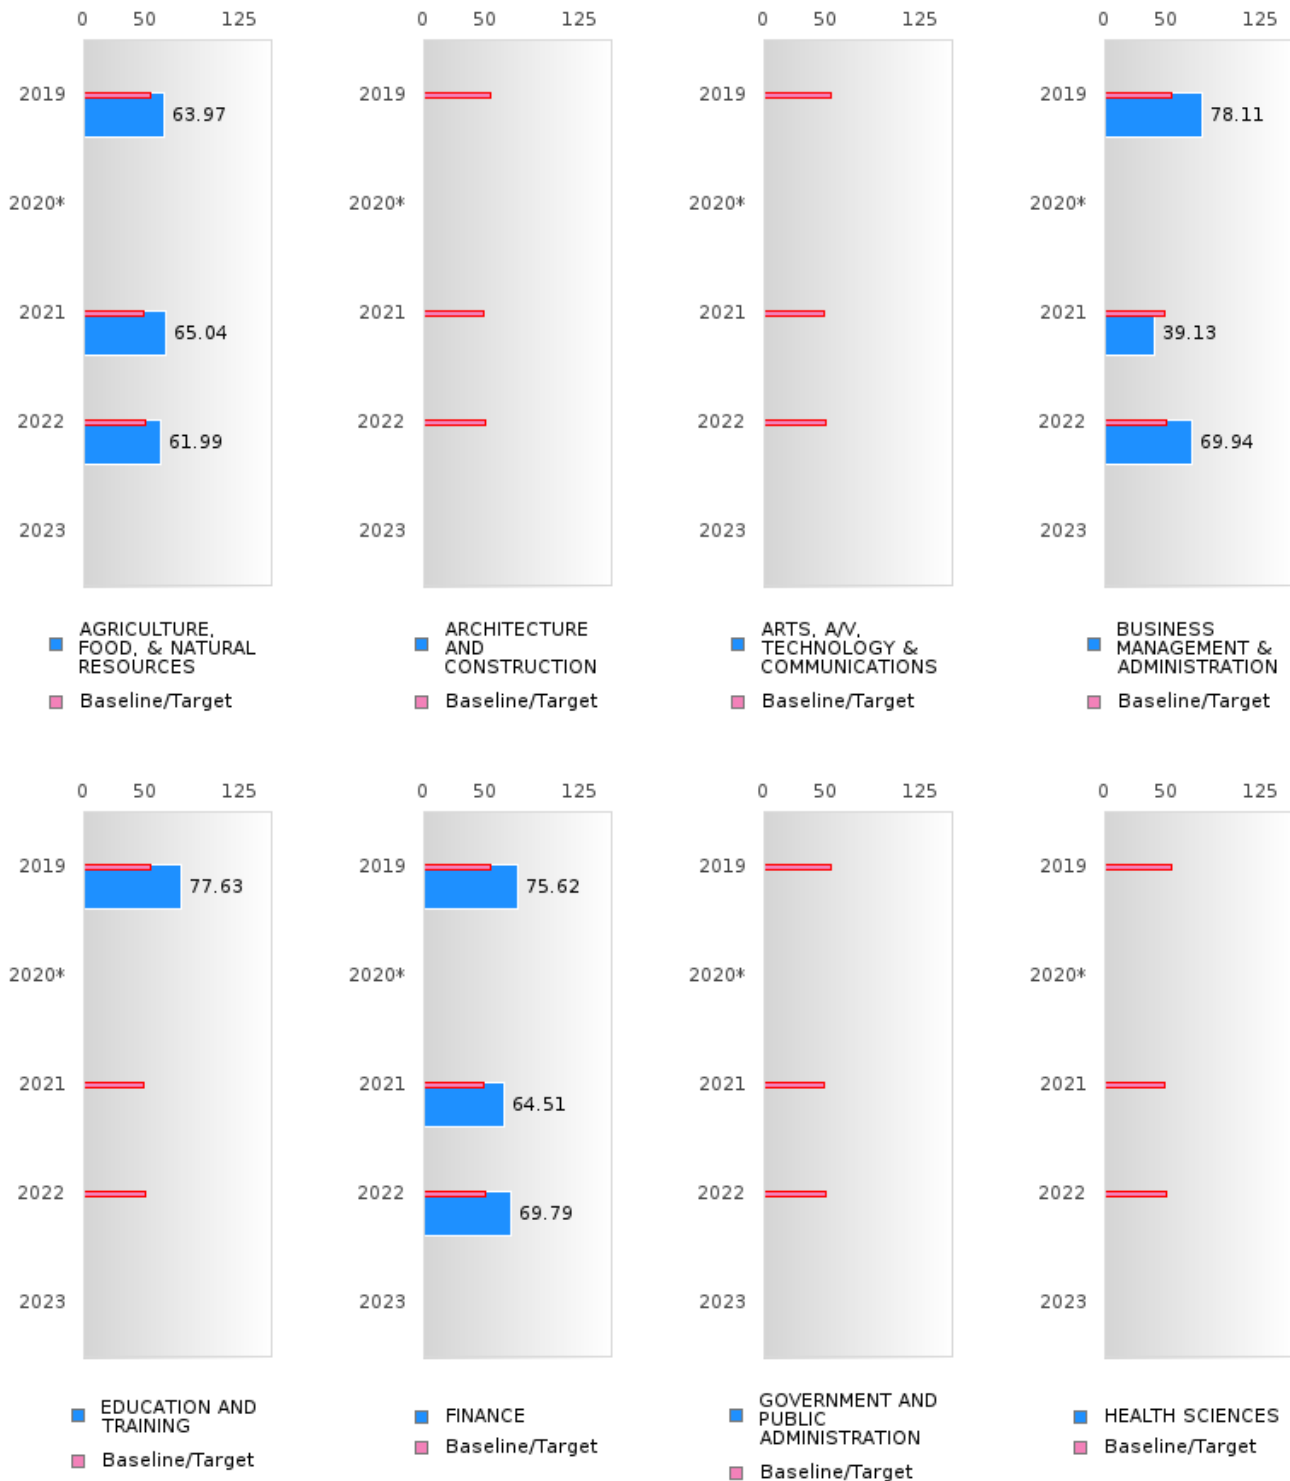 0 50 125
0 50 125
0 50 125
0 50 125
2019 63.97
2019
2019
2019 78.11
2020*
2020*
2020*
2020*
2021 65.04
2021
2021
2021 39.13
2022 61.99
2022
2022
2022 69.94
2023
2023
2023
2023
AGRICULTURE,
FOOD, & NATURAL
RESOURCES
Baseline/Target
ARCHITECTURE
AND
CONSTRUCTION
Baseline/Target
ARTS, A/V,
TECHNOLOGY &
COMMUNICATIONS
Baseline/Target
BUSINESS
MANAGEMENT &
ADMINISTRATION
Baseline/Target
0 50 125
0 50 125
0 50 125
0 50 125
2019 77.63
2019 75.62
2019
2019
2020*
2020*
2020*
2020*
2021
2021 64.51
2021
2021
2022
2022 69.79
2022
2022
2023
2023
2023
2023
EDUCATION AND
TRAINING
Baseline/Target
FINANCE
Baseline/Target
GOVERNMENT AND
PUBLIC
ADMINISTRATION
Baseline/Target
HEALTH SCIENCES
Baseline/Target